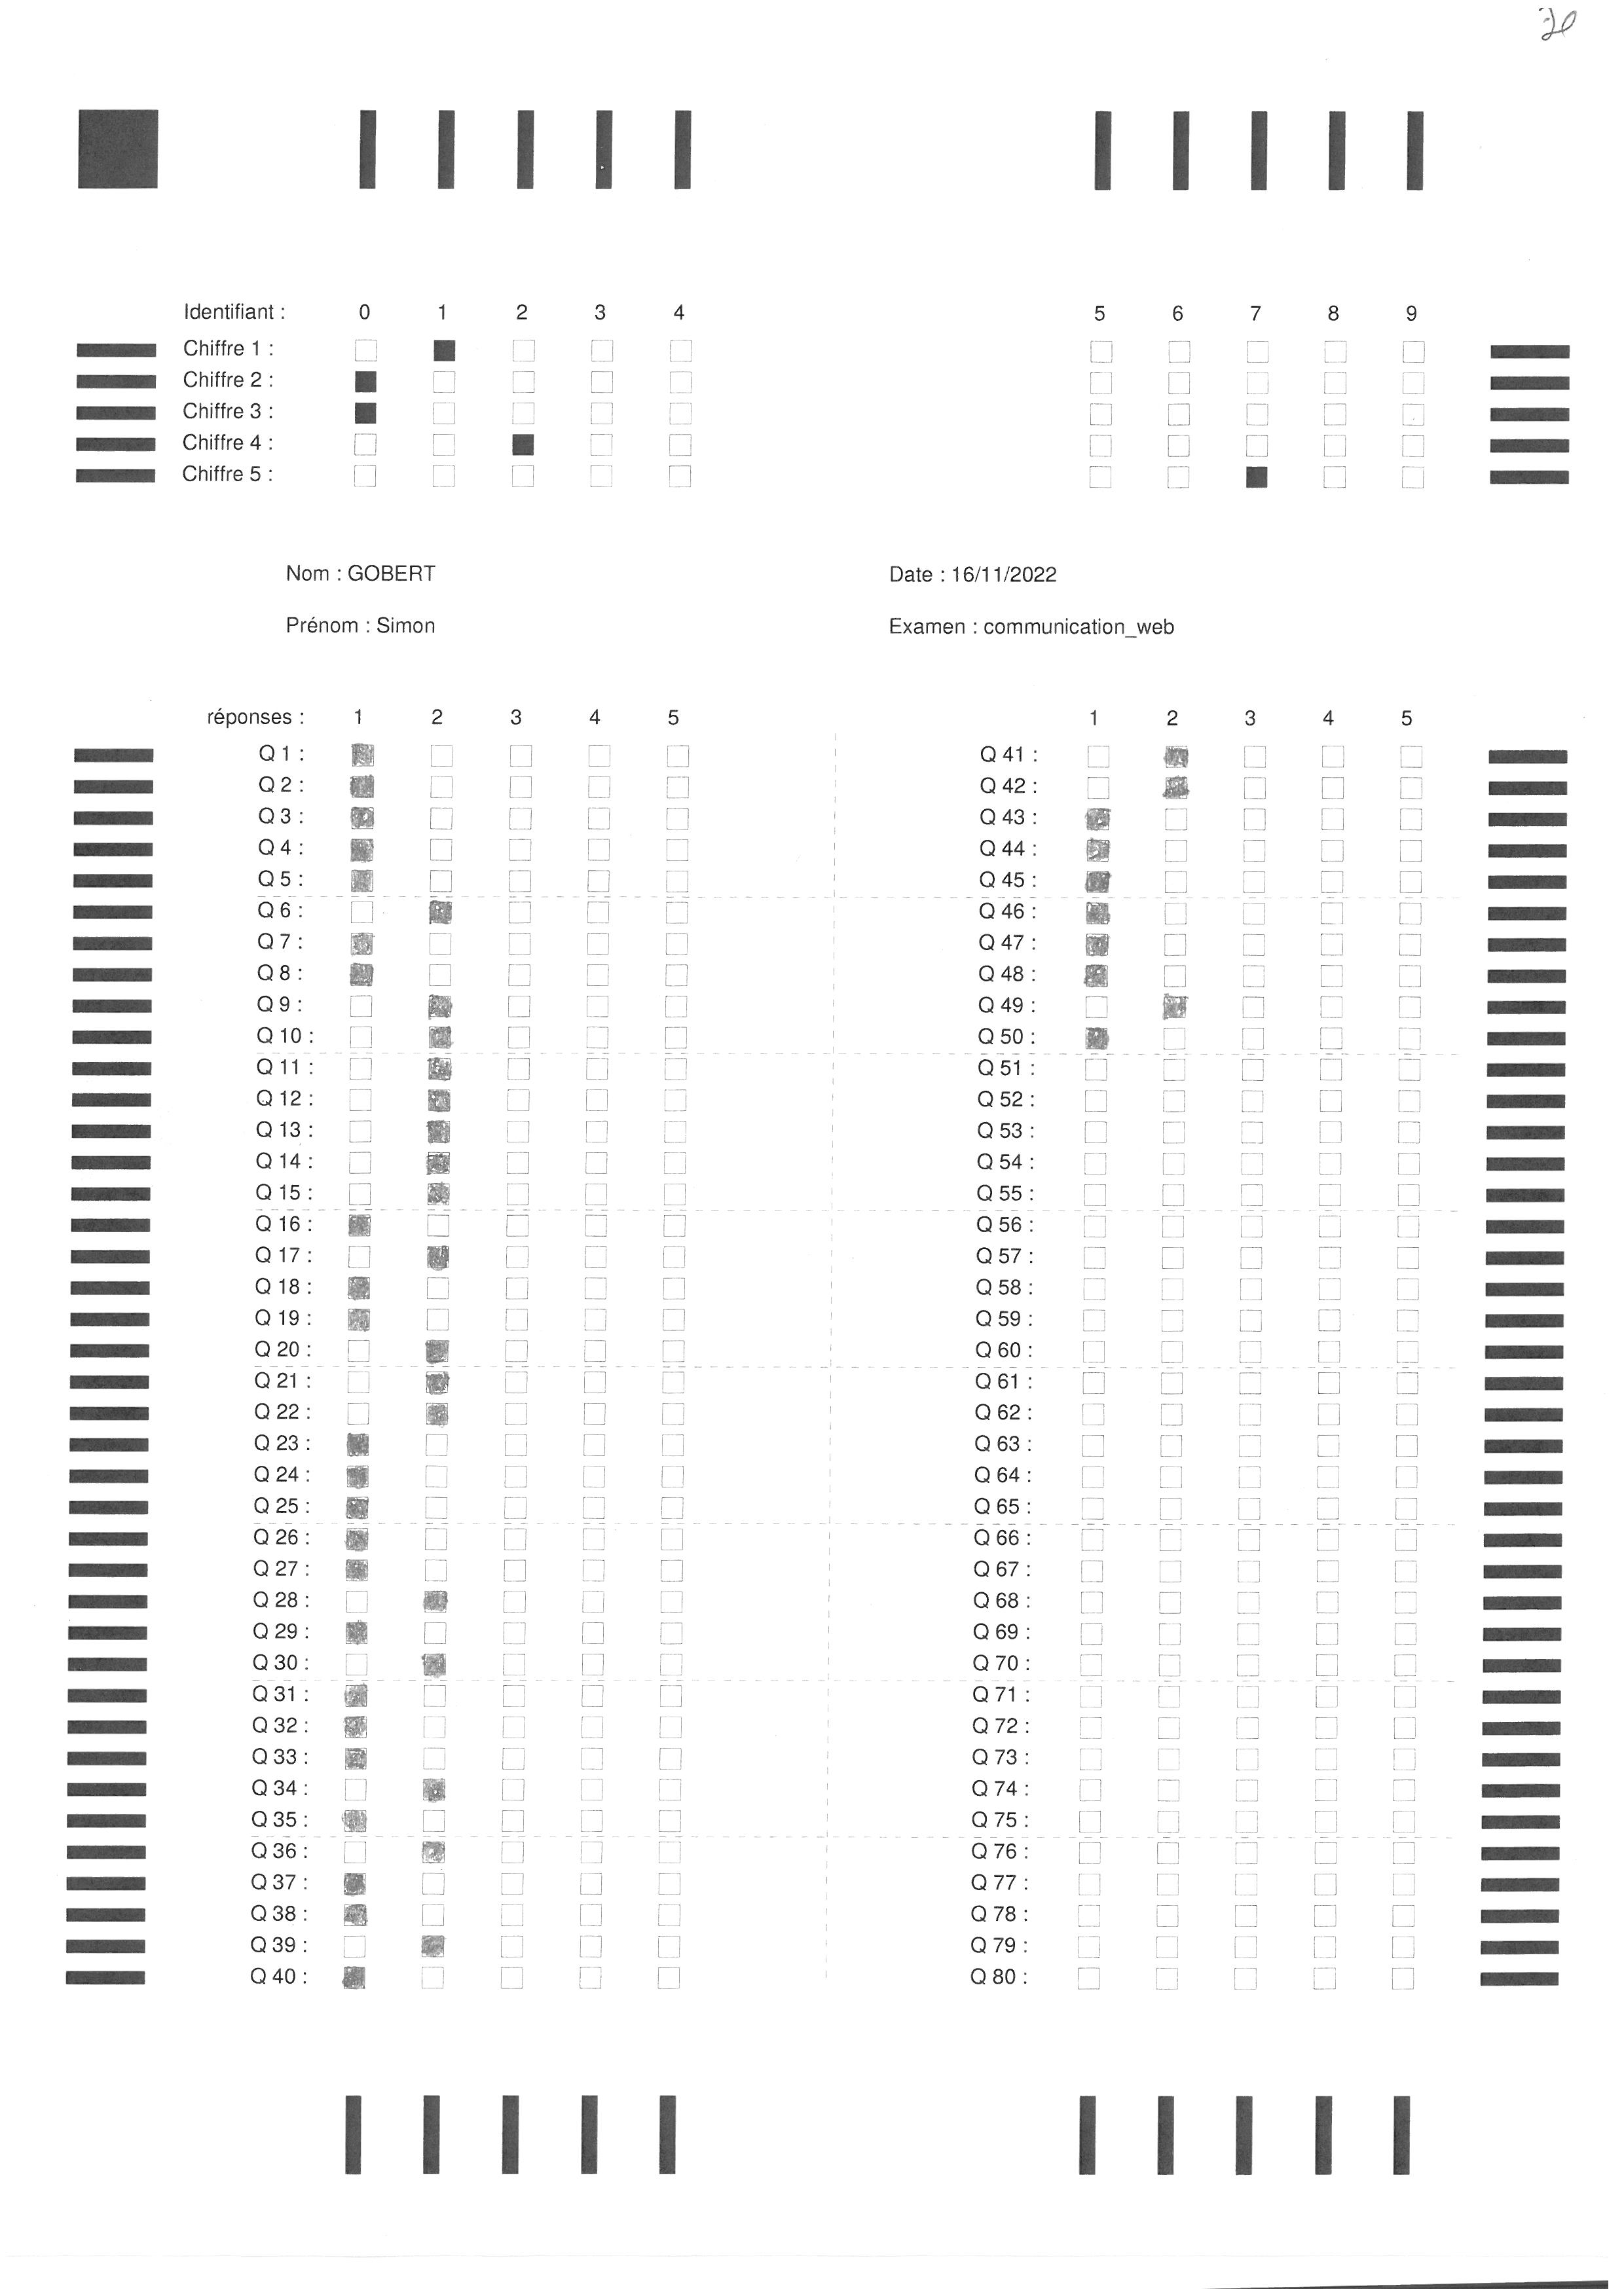 Identifiant : 0 1 2 3 4 5 6 7 8 9
Chiffre 1 :
Chiffre 2 :
Chiffre 3 :
Chiffre 4 :
Chiffre 5 :
Nom : GOBERT Date : 16/11/2022
Prénom : Simon Examen : communication_web
réponses : 1 2 3 4 5 1 2 3 4 5
Q 1 : Q 41 :
Q 2 : Q 42 :
Q 3 : Q 43 :
Q 4 : Q 44 :
Q 5 : Q 45 :
Q 6 : Q 46 :
Q 7 : Q 47 :
Q 8 : Q 48 :
Q 9 : Q 49 :
Q 10 : Q 50 :
Q 11 : Q 51 :
Q 12 : Q 52 :
Q 13 : Q 53 :
Q 14 : Q 54 :
Q 15 : Q 55 :
Q 16 : Q 56 :
Q 17 : Q 57 :
Q 18 : Q 58 :
Q 19 : Q 59 :
Q 20 : Q 60 :
Q 21 : Q 61 :
Q 22 : Q 62 :
Q 23 : Q 63 :
Q 24 : Q 64 :
Q 25 : Q 65 :
Q 26 : Q 66 :
Q 27 : Q 67 :
Q 28 : Q 68 :
Q 29 : Q 69 :
Q 30 : Q 70 :
Q 31 : Q 71 :
Q 32 : Q 72 :
Q 33 : Q 73 :
Q 34 : Q 74 :
Q 35 : Q 75 :
Q 36 : Q 76 :
Q 37 : Q 77 :
Q 38 : Q 78 :
Q 39 : Q 79 :
Q 40 : Q 80 :